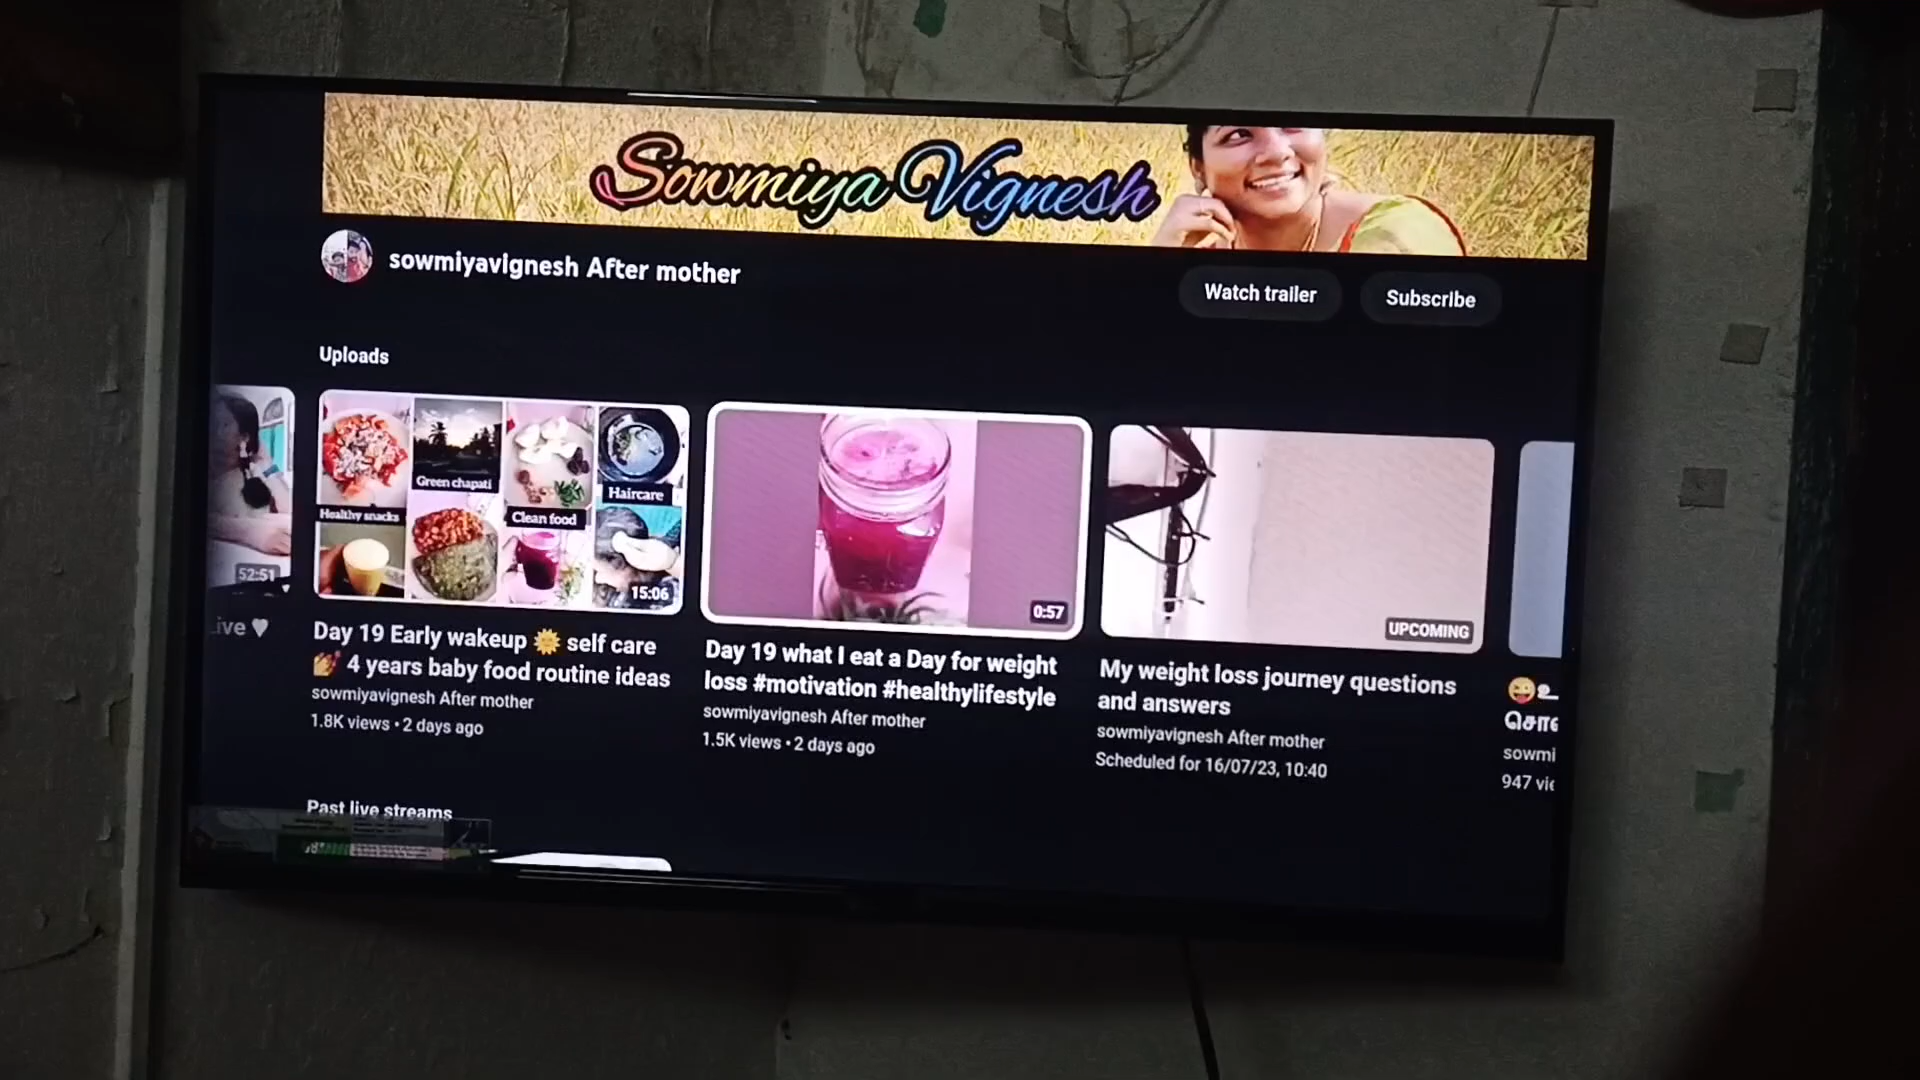 Sowmiya Vignesh
sowmiyavignesh After mother
Watch trailer
Subscribe
Uploads
Green chapati
Haircare
Healthy snacks
Clean food
52:51
15:06
0:57
UPCOMING
ive ♥
Day 19 Early wakeup 🌞 self care
💅 4 years baby food routine ideas
sowmiyavignesh After mother
1.8K views • 2 days ago
Day 19 what I eat a Day for weight
loss #motivation #healthylifestyle
sowmiyavignesh After mother
1.5K views • 2 days ago
My weight loss journey questions
and answers
sowmiyavignesh After mother
Scheduled for 16/07/23, 10:40
😜உ
சொ
sowmi
947 vie
Past live streams